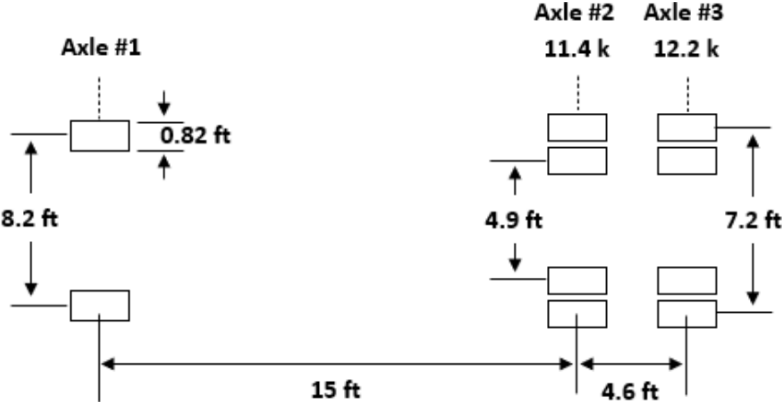 Axle #2 Axle #3
Axle #1 11.4 k 12.2 k
0.82 ft
8.2 ft 4.9 ft 7.2 ft
15 ft 4.6 ft